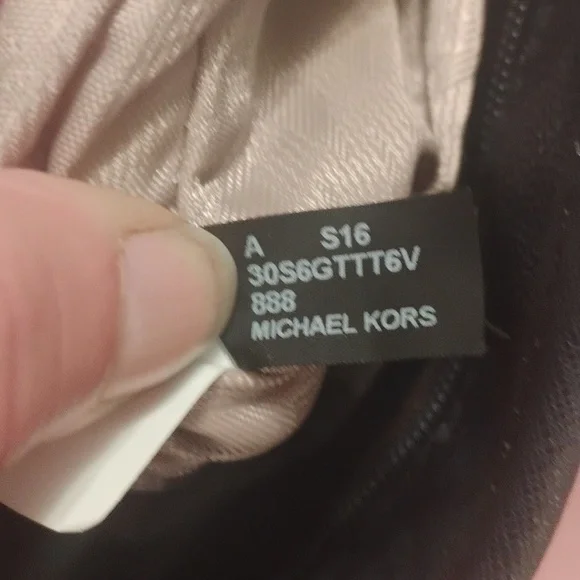 A S16
30S6GTTT6V
888
MICHAEL KORS